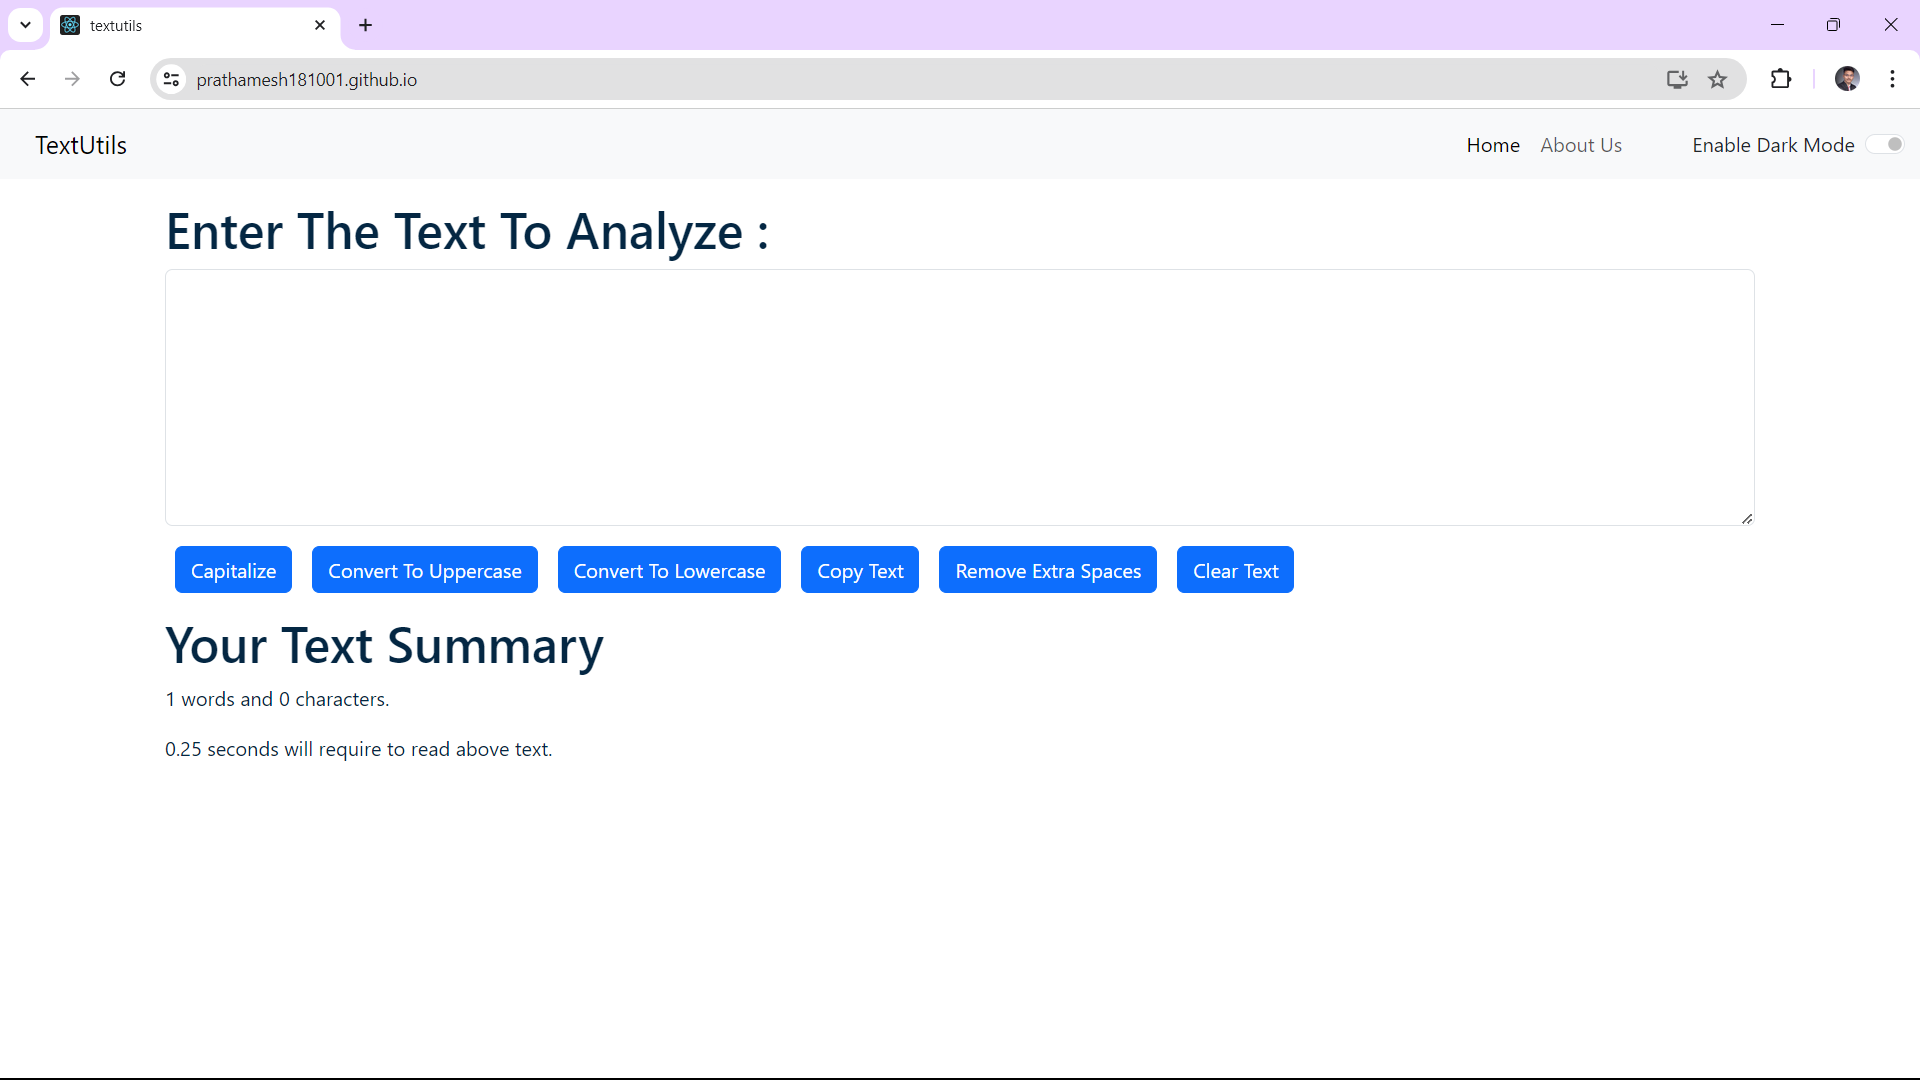 textutils
prathamesh181001.github.io
TextUtils Home About Us Enable Dark Mode
Enter The Text To Analyze :
Capitalize Convert To Uppercase Convert To Lowercase Copy Text Remove Extra Spaces Clear Text
Your Text Summary
1 words and 0 characters.
0.25 seconds will require to read above text.